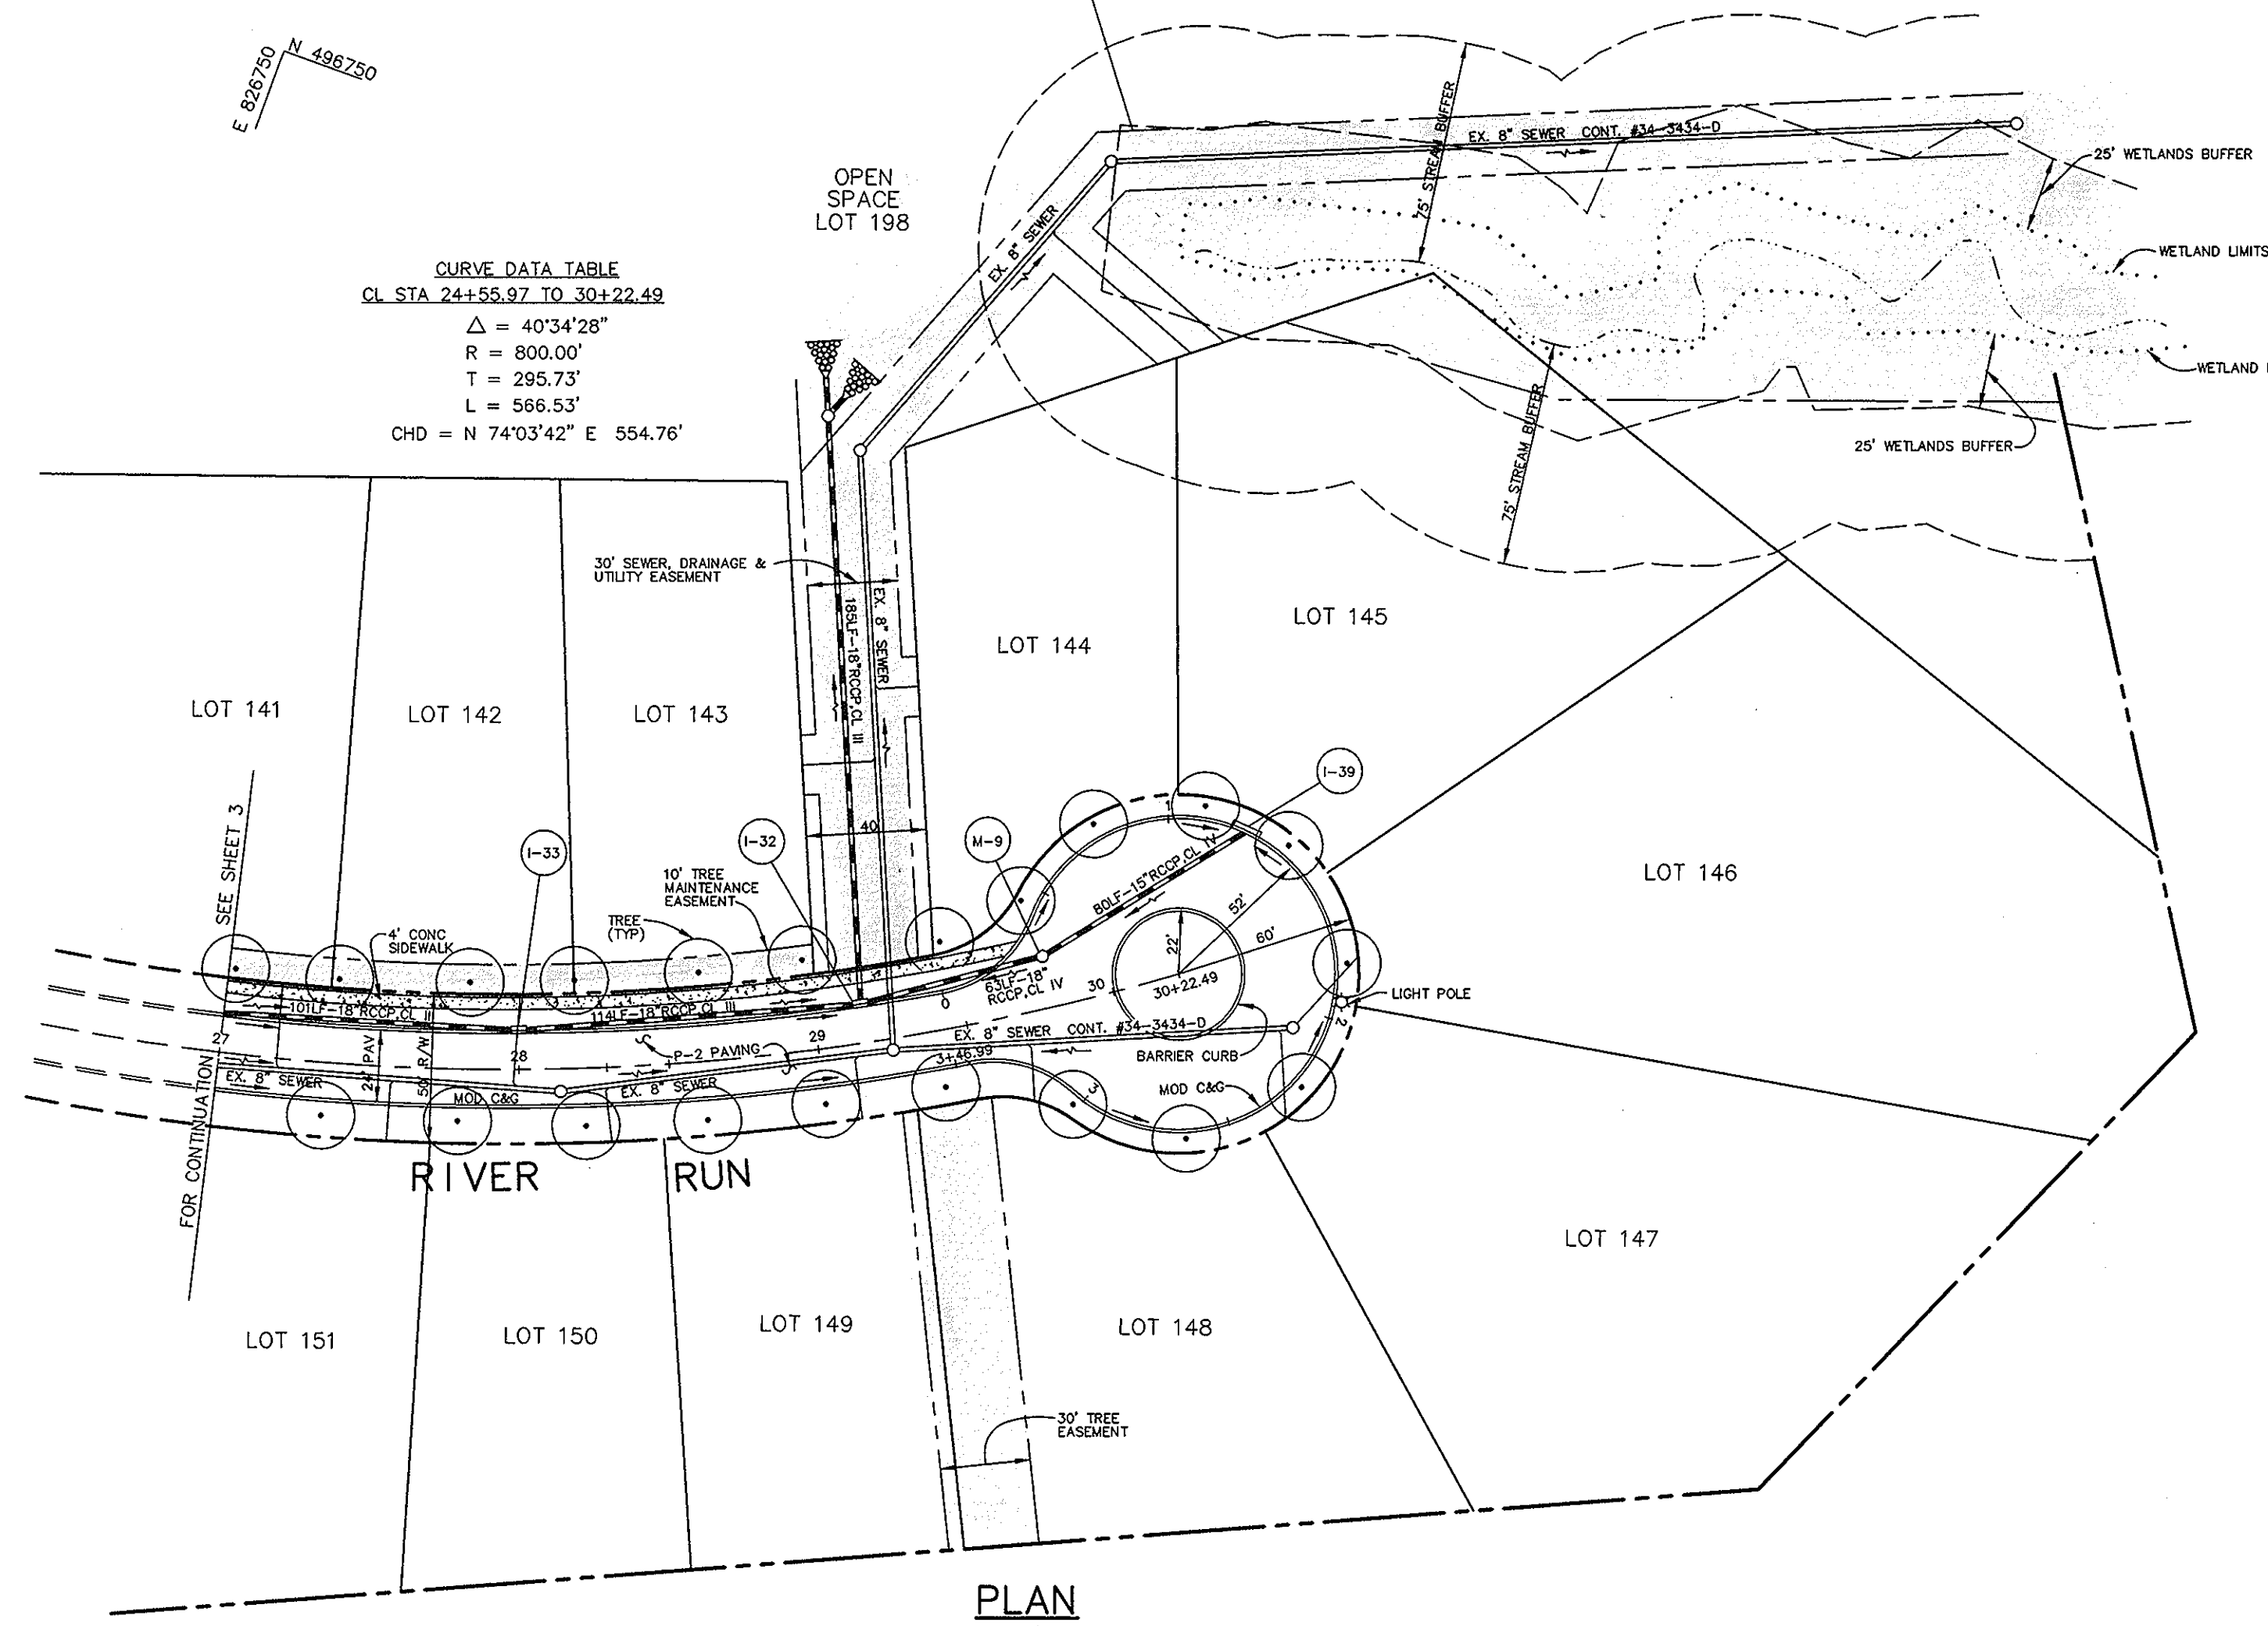 N 496750
E 826750
OPEN
SPACE
LOT 198
CURVE DATA TABLE
CL STA 24+55.97 TO 30+22.49
△ = 40°34'28"
R = 800.00'
T = 295.73'
L = 566.53'
CHD = N 74°03'42" E 554.76'
EX. 8" SEWER CONT. #34-3434-D
75' STREAM BUFFER
25' WETLANDS BUFFER
WETLAND LIMITS
WETLAND
25' WETLANDS BUFFER
75' STREAM BUFFER
EX. 8" SEWER
30' SEWER, DRAINAGE &
UTILITY EASEMENT
185LF-18"RCCP,CL III
EX. 8" SEWER
LOT 141
LOT 142
LOT 143
LOT 144
LOT 145
LOT 146
LOT 147
LOT 148
LOT 149
LOT 150
LOT 151
SEE SHEET 3
FOR CONTINUATION
I-33
I-32
M-9
I-39
40
10' TREE
MAINTENANCE
EASEMENT
TREE
(TYP)
4' CONC
SIDEWALK
101LF-18"RCCP,CL III
114LF-18"RCCP,CL III
63LF-18"
RCCP,CL IV
80LF-15"RCCP,CL IV
52'
60'
22'
30
30+22.49
0
1
2
3
LIGHT POLE
27
28
29
P-2 PAVING
24' PAV
50' R/W
EX. 8" SEWER
MOD C&G
EX. 8" SEWER
EX. 8" SEWER CONT. #34-3434-D
3+46.99
BARRIER CURB
MOD C&G
RIVER RUN
30' TREE
EASEMENT
PLAN